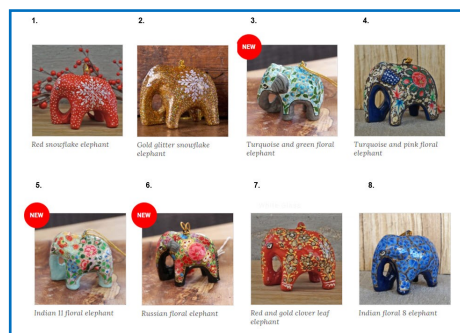 1.
2.
3.
4.
NEW
Red snowflake elephant
Gold glitter snowflake
elephant
Turquoise and green floral
elephant
Turquoise and pink floral
elephant
5.
6.
7.
8.
NEW
NEW
Indian II floral elephant
Russian floral elephant
Red and gold clover leaf
elephant
Indian floral 8 elephant